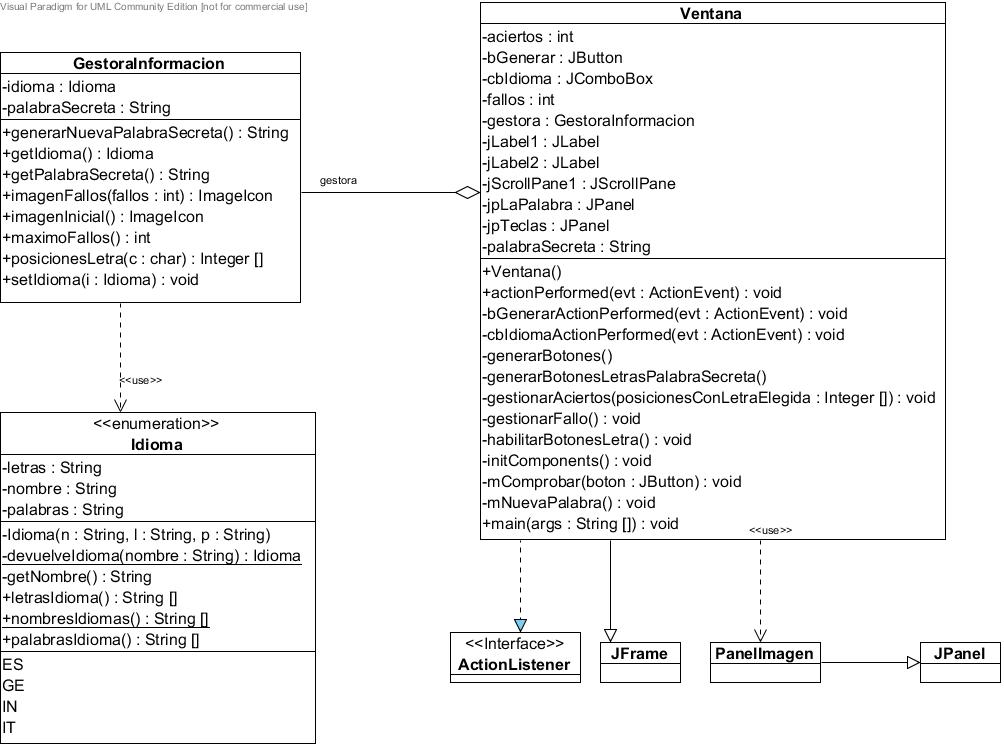 Visual Paradigm for UML Community Edition [not for commercial use]
GestoraInformacion
-idioma : Idioma
-palabraSecreta : String
+generarNuevaPalabraSecreta() : String
+getIdioma() : Idioma
+getPalabraSecreta() : String
+imagenFallos(fallos : int) : ImageIcon
+imagenInicial() : ImageIcon
+maximoFallos() : int
+posicionesLetra(c : char) : Integer []
+setIdioma(i : Idioma) : void
gestora
Ventana
-aciertos : int
-bGenerar : JButton
-cbIdioma : JComboBox
-fallos : int
-gestora : GestoraInformacion
-jLabel1 : JLabel
-jLabel2 : JLabel
-jScrollPane1 : JScrollPane
-jpLaPalabra : JPanel
-jpTeclas : JPanel
-palabraSecreta : String
+Ventana()
+actionPerformed(evt : ActionEvent) : void
-bGenerarActionPerformed(evt : ActionEvent) : void
-cbIdiomaActionPerformed(evt : ActionEvent) : void
-generarBotones()
-generarBotonesLetrasPalabraSecreta()
-gestionarAciertos(posicionesConLetraElegida : Integer []) : void
-gestionarFallo() : void
-habilitarBotonesLetra() : void
-initComponents() : void
-mComprobar(boton : JButton) : void
-mNuevaPalabra() : void
+main(args : String []) : void
<<use>>
<<use>>
<<enumeration>>
Idioma
-letras : String
-nombre : String
-palabras : String
-Idioma(n : String, l : String, p : String)
-devuelveIdioma(nombre : String) : Idioma
-getNombre() : String
+letrasIdioma() : String []
+nombresIdiomas() : String []
+palabrasIdioma() : String []
ES
GE
IN
IT
<<Interface>>
ActionListener
JFrame
PanelImagen
JPanel